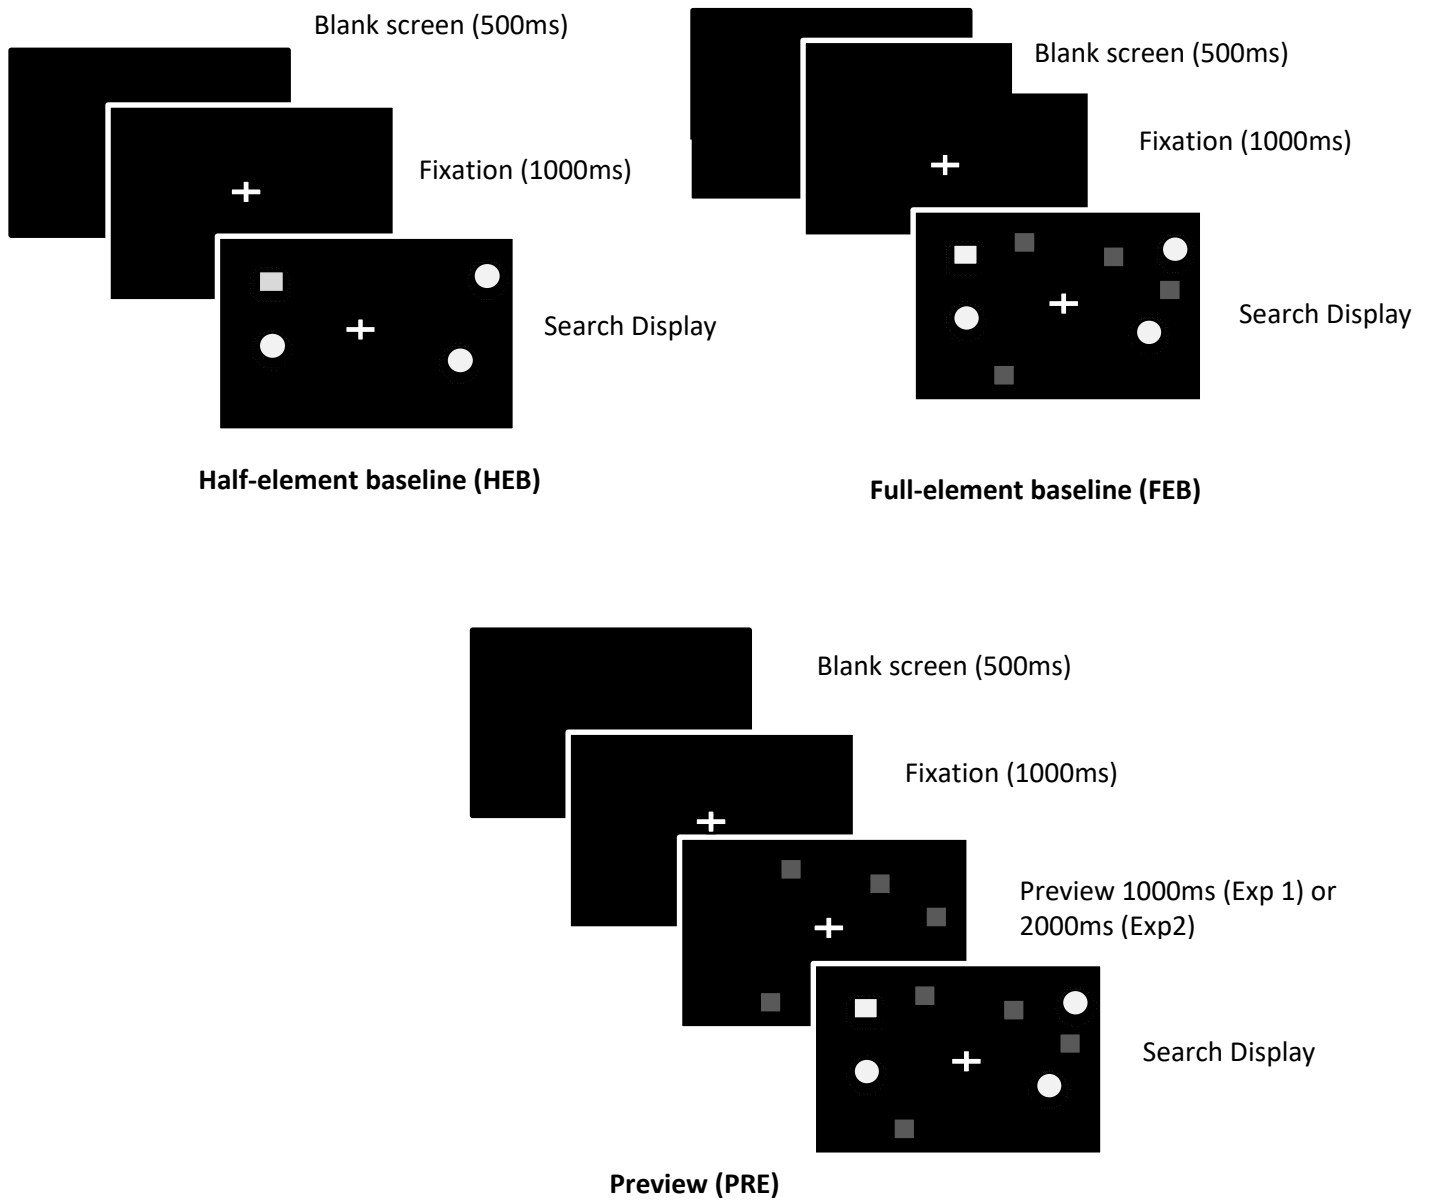 Blank screen (500ms)
Fixation (1000ms)
Search Display
Half-element baseline (HEB)
Blank screen (500ms)
Fixation (1000ms)
Search Display
Full-element baseline (FEB)
Blank screen (500ms)
Fixation (1000ms)
Preview 1000ms (Exp 1) or
2000ms (Exp2)
Search Display
Preview (PRE)